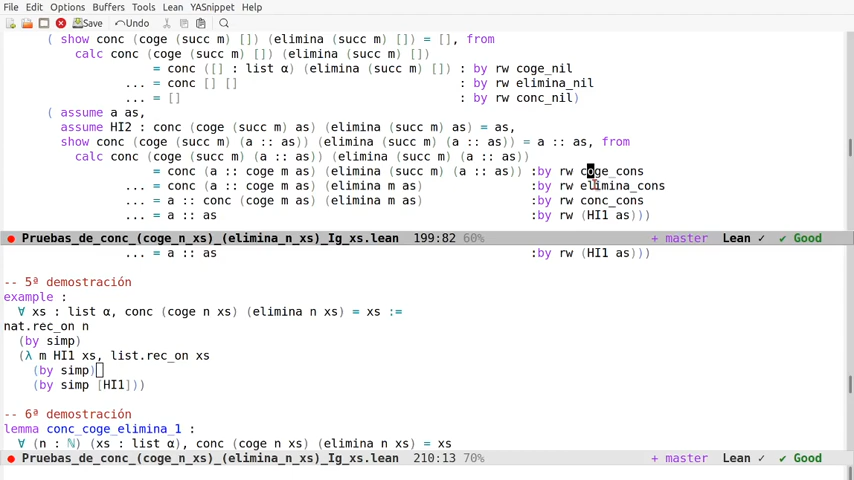 File Edit Options Buffers Tools Lean YASnippet Help
Save Undo
( show conc (coge (succ m) []) (elimina (succ m) []) = [], from
calc conc (coge (succ m) []) (elimina (succ m) [])
= conc ([] : list α) (elimina (succ m) []) : by rw coge_nil
... = conc [] [] : by rw elimina_nil
... = [] : by rw conc_nil)
( assume a as,
assume HI2 : conc (coge (succ m) as) (elimina (succ m) as) = as,
show conc (coge (succ m) (a :: as)) (elimina (succ m) (a :: as)) = a :: as, from
calc conc (coge (succ m) (a :: as)) (elimina (succ m) (a :: as))
= conc (a :: coge m as) (elimina (succ m) (a :: as)) :by rw coge_cons
... = conc (a :: coge m as) (elimina m as) :by rw elimina_cons
... = a :: conc (coge m as) (elimina m as) :by rw conc_cons
... = a :: as :by rw (HI1 as)))
Pruebas_de_conc_(coge_n_xs)_(elimina_n_xs)_Ig_xs.lean 199:82 60% + master Lean ✓ ✔ Good
... = a :: as :by rw (HI1 as)))
-- 5ª demostración
example :
∀ xs : list α, conc (coge n xs) (elimina n xs) = xs :=
nat.rec_on n
(by simp)
(λ m HI1 xs, list.rec_on xs
(by simp)
(by simp [HI1]))
-- 6ª demostración
lemma conc_coge_elimina_1 :
∀ (n : ℕ) (xs : list α), conc (coge n xs) (elimina n xs) = xs
Pruebas_de_conc_(coge_n_xs)_(elimina_n_xs)_Ig_xs.lean 210:13 70% + master Lean ✓ ✔ Good